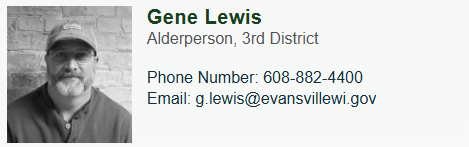 Gene Lewis
Alderperson, 3rd District
Phone Number: 608-882-4400
Email: g.lewis@evansvillewi.gov